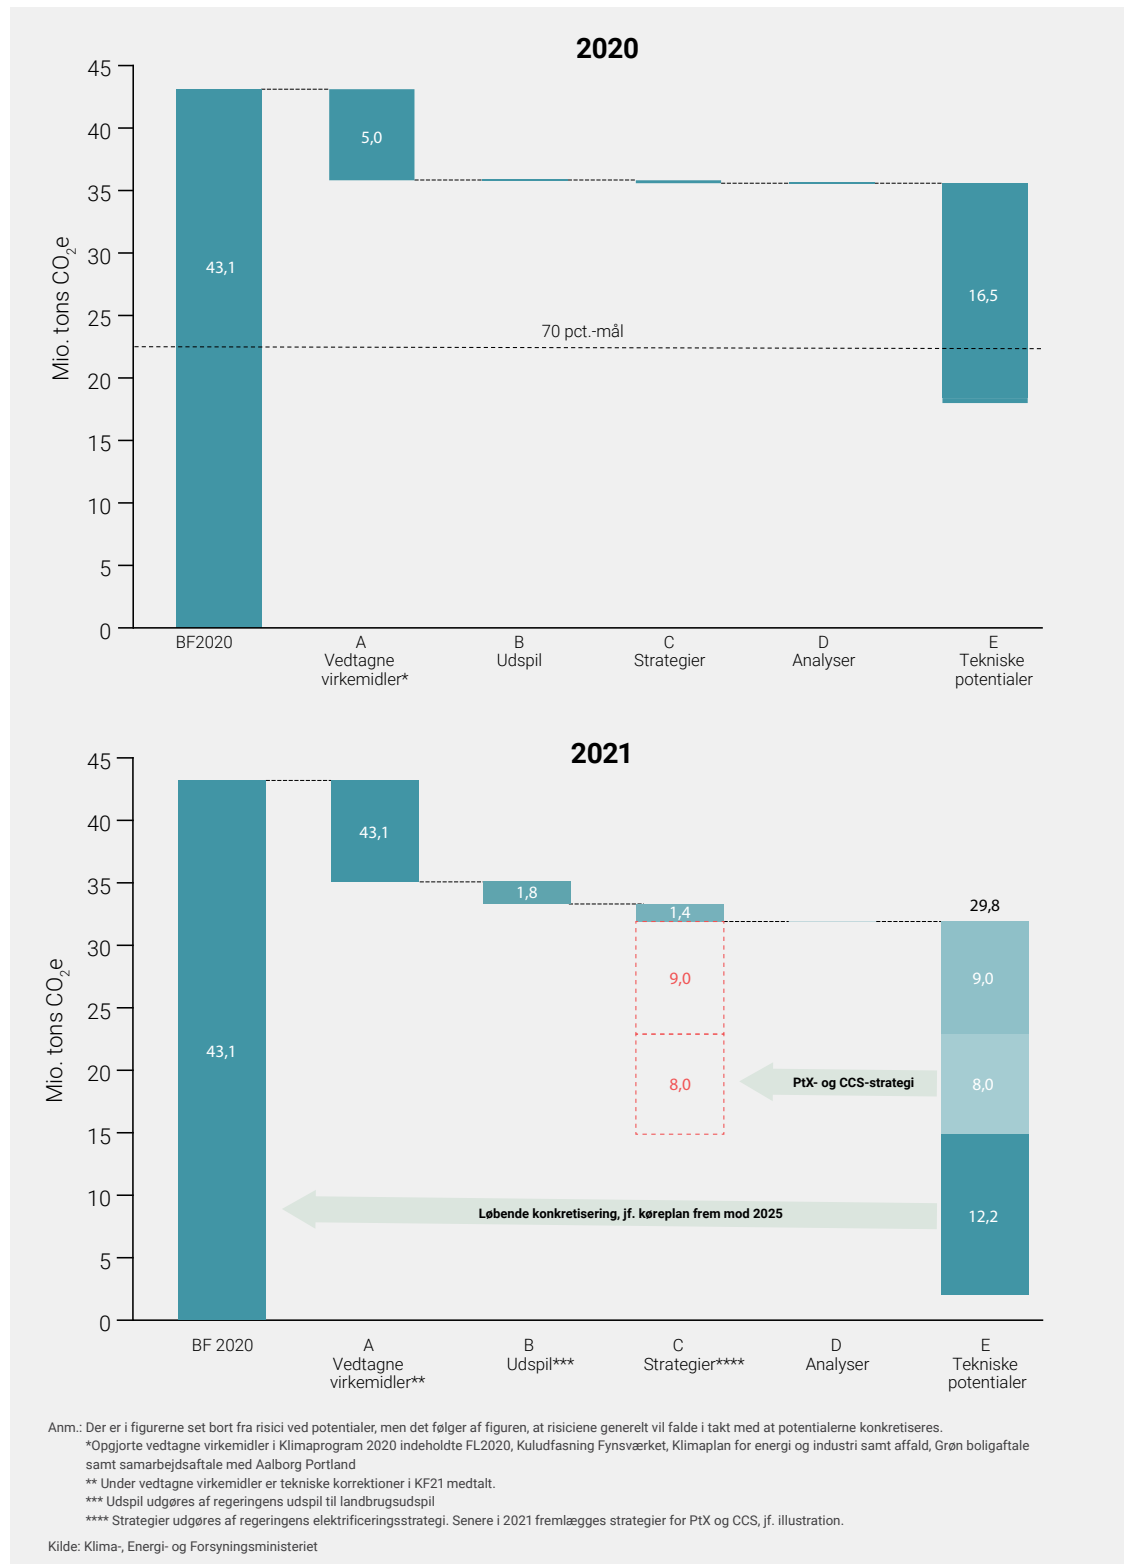 2020
Mio. tons CO₂e
45
40
35
30
25
20
15
10
5
0
43,1
5,0
16,5
70 pct.-mål
BF2020
A
Vedtagne
virkemidler*
B
Udspil
C
Strategier
D
Analyser
E
Tekniske
potentialer
2021
Mio. tons CO₂e
45
40
35
30
25
20
15
10
5
0
43,1
43,1
1,8
1,4
9,0
8,0
29,8
9,0
8,0
12,2
PtX- og CCS-strategi
Løbende konkretisering, jf. køreplan frem mod 2025
BF 2020
A
Vedtagne
virkemidler**
B
Udspil***
C
Strategier****
D
Analyser
E
Tekniske
potentialer
Anm.: Der er i figurerne set bort fra risici ved potentialer, men det følger af figuren, at risiciene generelt vil falde i takt med at potentialerne konkretiseres.
*Opgjorte vedtagne virkemidler i Klimaprogram 2020 indeholdte FL2020, Kuludfasning Fynsværket, Klimaplan for energi og industri samt affald, Grøn boligaftale
samt samarbejdsaftale med Aalborg Portland
** Under vedtagne virkemidler er tekniske korrektioner i KF21 medtalt.
*** Udspil udgøres af regeringens udspil til landbrugsudspil
**** Strategier udgøres af regeringens elektrificeringsstrategi. Senere i 2021 fremlægges strategier for PtX og CCS, jf. illustration.
Kilde: Klima-, Energi- og Forsyningsministeriet